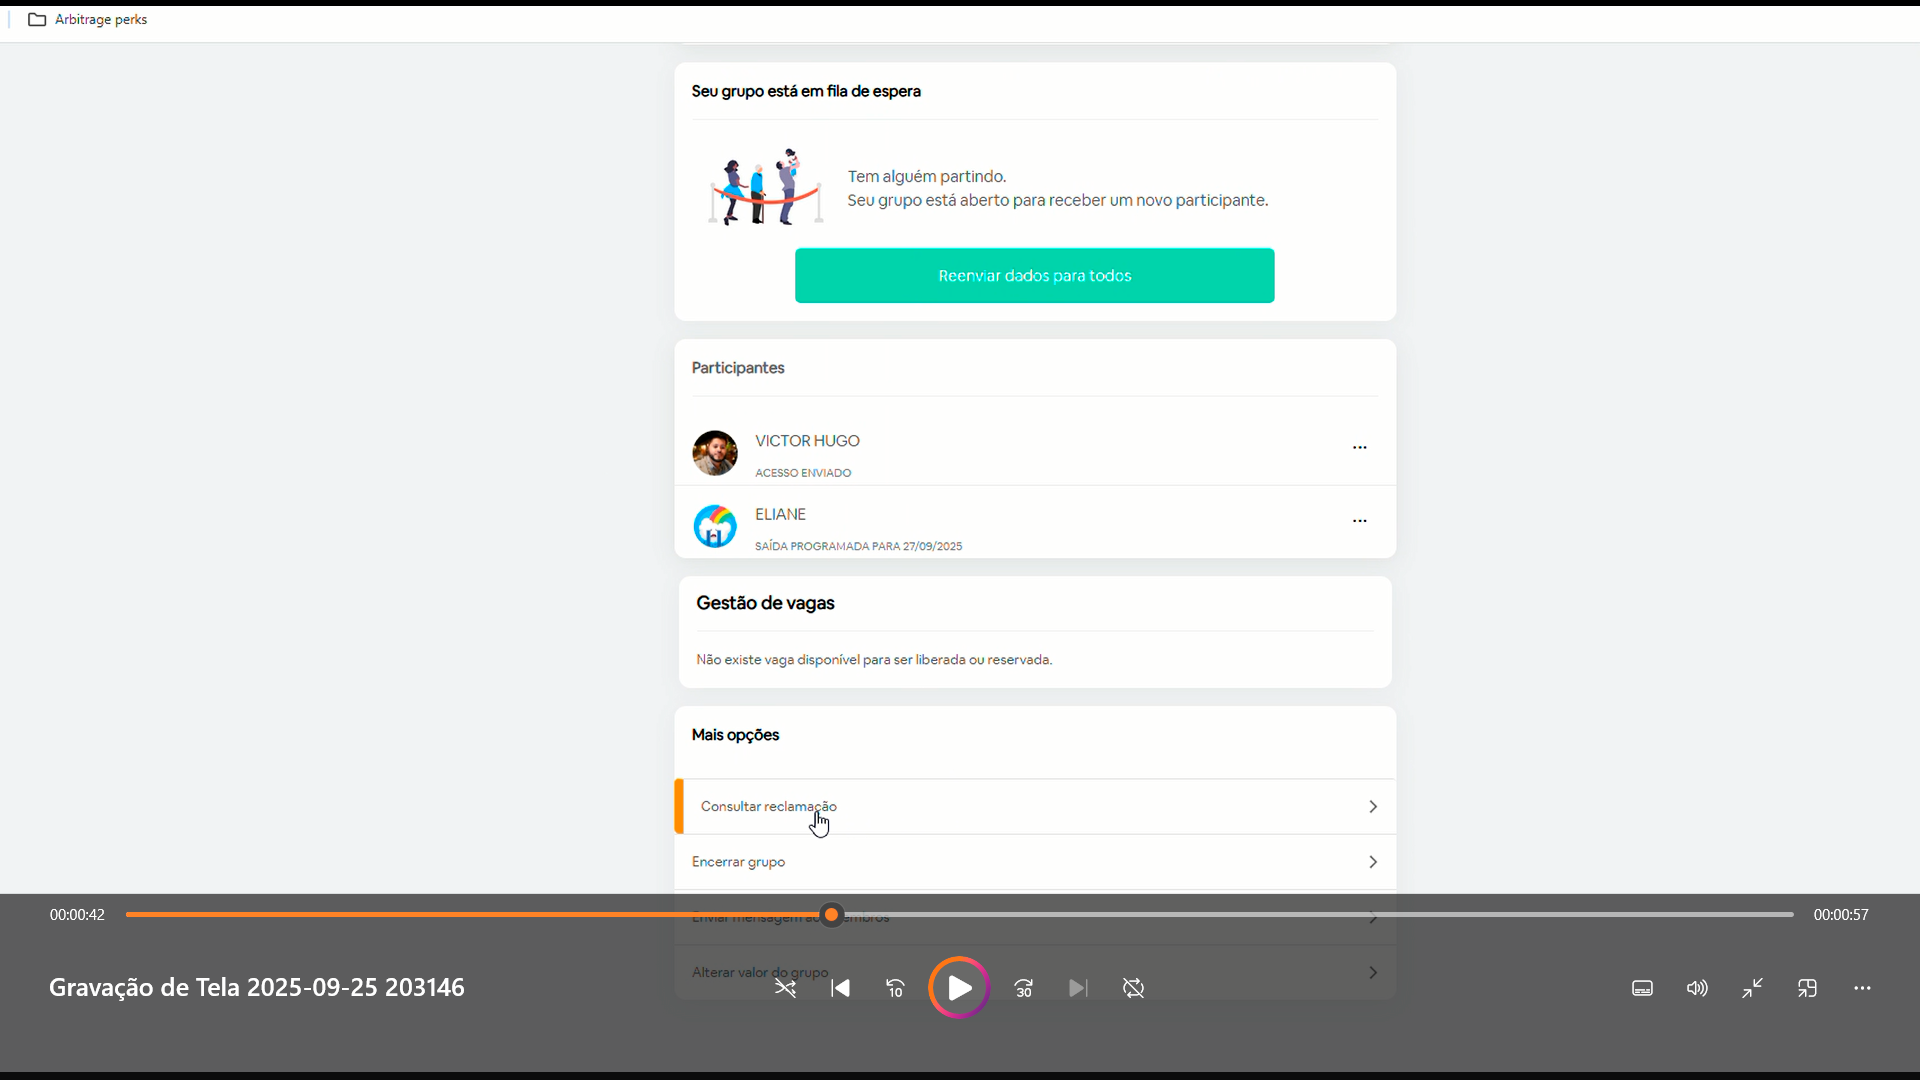 Arbitrage perks
Seu grupo está em fila de espera
Tem alguém partindo.
Seu grupo está aberto para receber um novo participante.
Reenviar dados para todos
Participantes
VICTOR HUGO
ACESSO ENVIADO
ELIANE
SAÍDA PROGRAMADA PARA 27/09/2025
Gestão de vagas
Não existe vaga disponível para ser liberada ou reservada.
Mais opções
Consultar reclamação
Encerrar grupo
Enviar mensagem aos membros
Alterar valor do grupo
00:00:42
00:00:57
Gravação de Tela 2025-09-25 203146
10
30